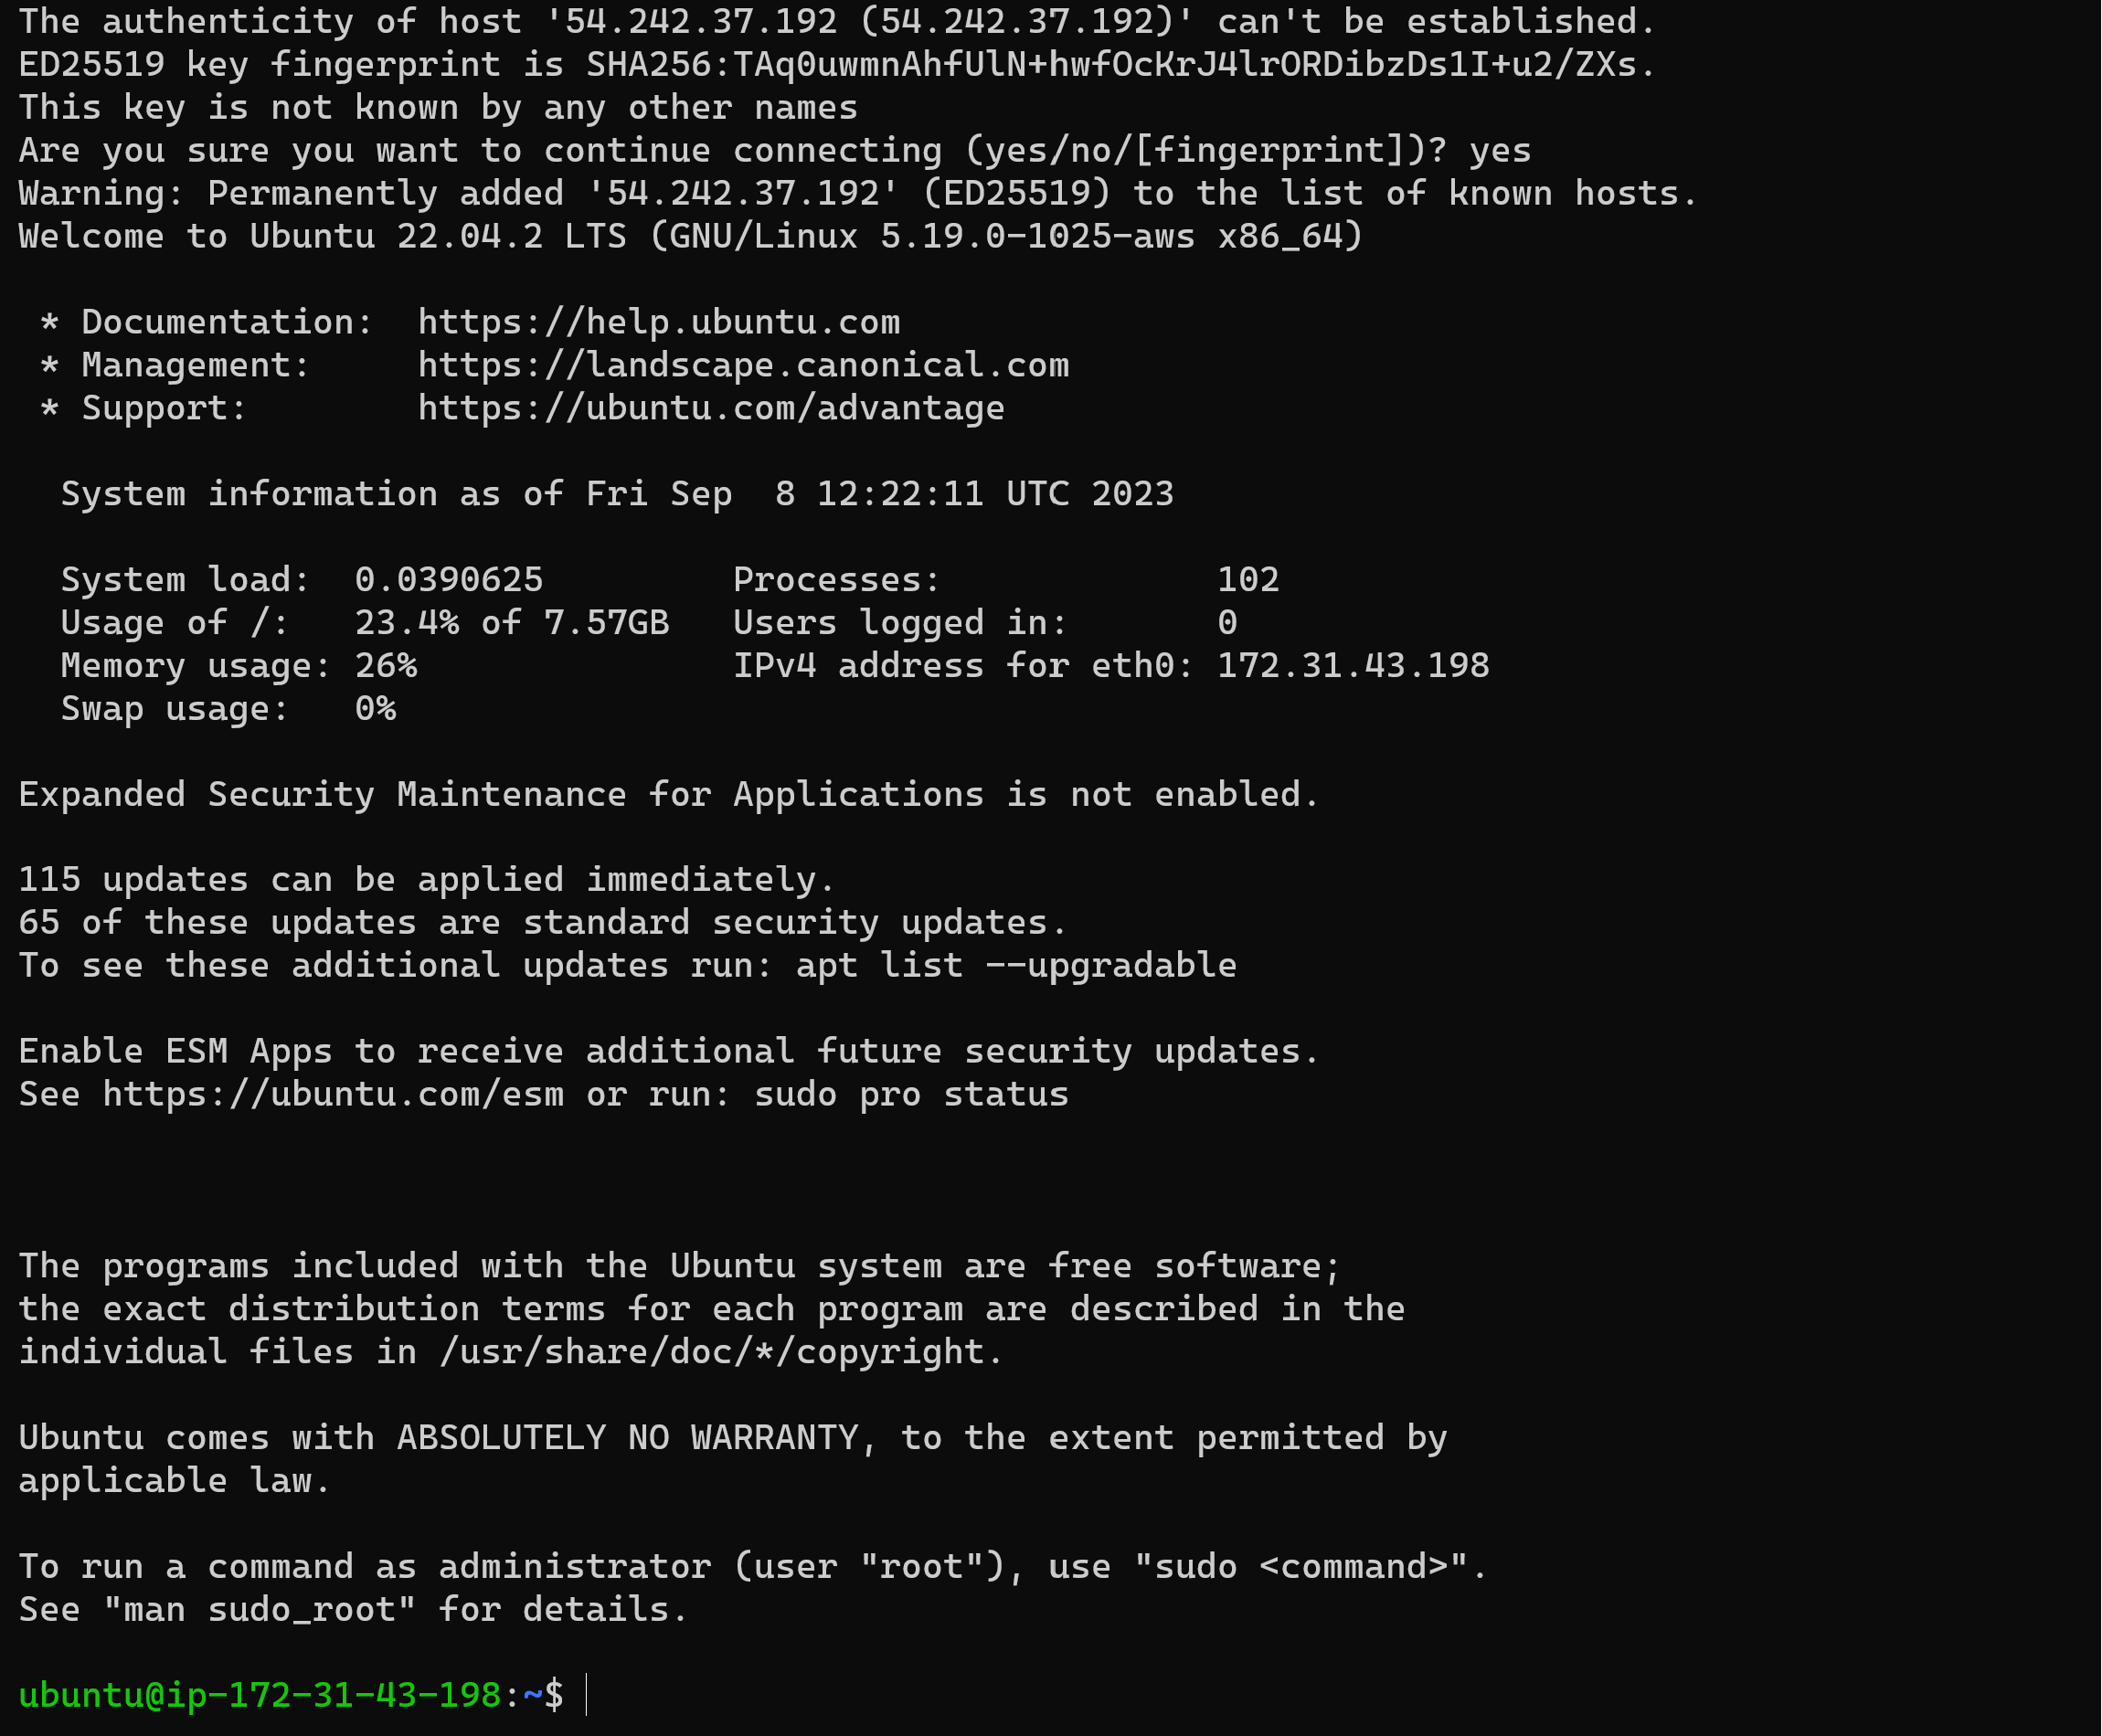 The authenticity of host '54.242.37.192 (54.242.37.192)' can't be established.
ED25519 key fingerprint is SHA256:TAq0uwmnAhfUlN+hwfOcKrJ4lrORDibzDs1I+u2/ZXs.
This key is not known by any other names
Are you sure you want to continue connecting (yes/no/[fingerprint])? yes
Warning: Permanently added '54.242.37.192' (ED25519) to the list of known hosts.
Welcome to Ubuntu 22.04.2 LTS (GNU/Linux 5.19.0-1025-aws x86_64)

 * Documentation:  https://help.ubuntu.com
 * Management:     https://landscape.canonical.com
 * Support:        https://ubuntu.com/advantage

  System information as of Fri Sep  8 12:22:11 UTC 2023

  System load:  0.0390625         Processes:             102
  Usage of /:   23.4% of 7.57GB   Users logged in:       0
  Memory usage: 26%               IPv4 address for eth0: 172.31.43.198
  Swap usage:   0%

Expanded Security Maintenance for Applications is not enabled.

115 updates can be applied immediately.
65 of these updates are standard security updates.
To see these additional updates run: apt list --upgradable

Enable ESM Apps to receive additional future security updates.
See https://ubuntu.com/esm or run: sudo pro status

The programs included with the Ubuntu system are free software;
the exact distribution terms for each program are described in the
individual files in /usr/share/doc/*/copyright.

Ubuntu comes with ABSOLUTELY NO WARRANTY, to the extent permitted by
applicable law.

To run a command as administrator (user "root"), use "sudo <command>".
See "man sudo_root" for details.

ubuntu@ip-172-31-43-198:~$